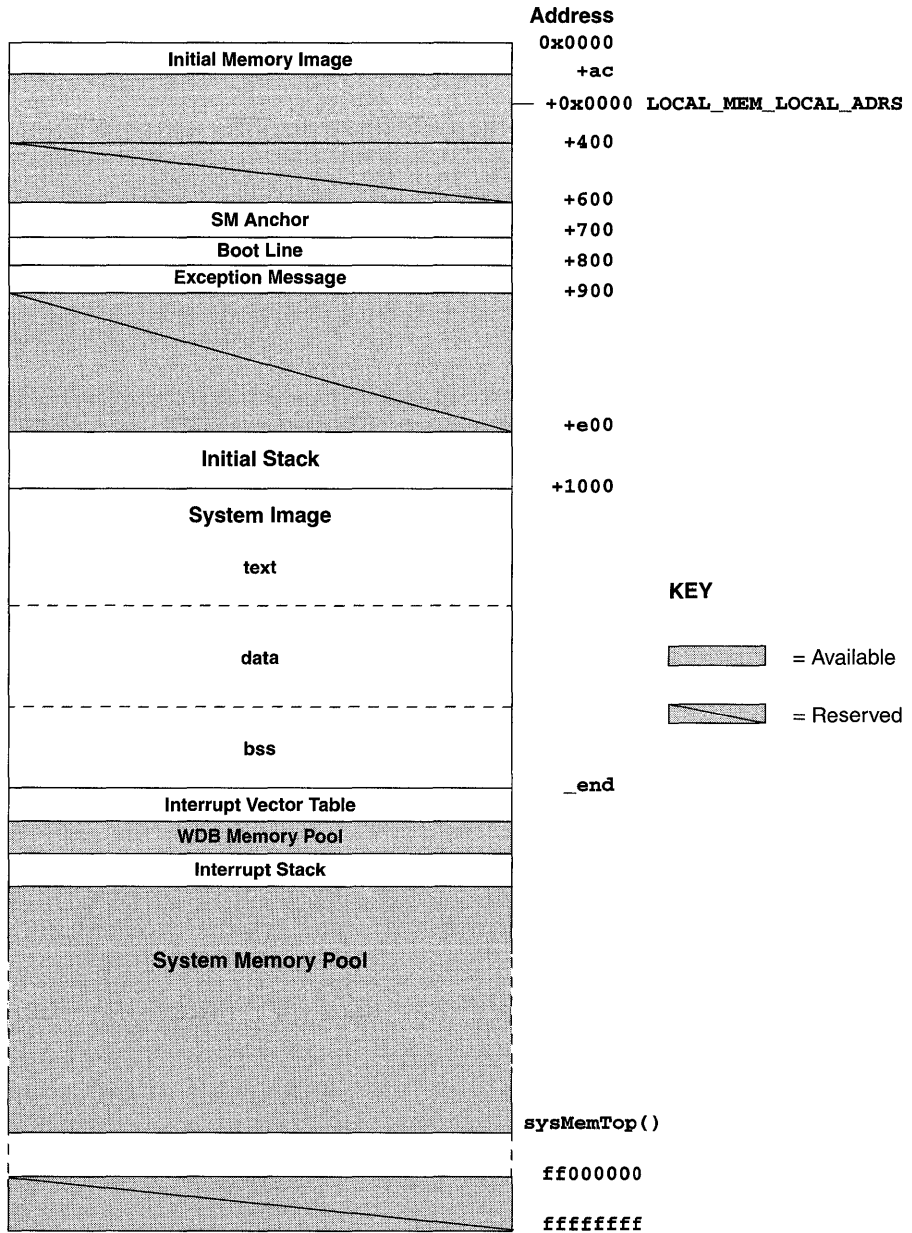 Address
0x0000
Initial Memory Image
+ac
+0x0000 LOCAL_MEM_LOCAL_ADRS
+400
+600
SM Anchor
+700
Boot Line
+800
Exception Message
+900
+e00
Initial Stack
+1000
System Image
text
KEY
data
= Available
= Reserved
bss
_end
Interrupt Vector Table
WDB Memory Pool
Interrupt Stack
System Memory Pool
sysMemTop()
ff000000
ffffffff